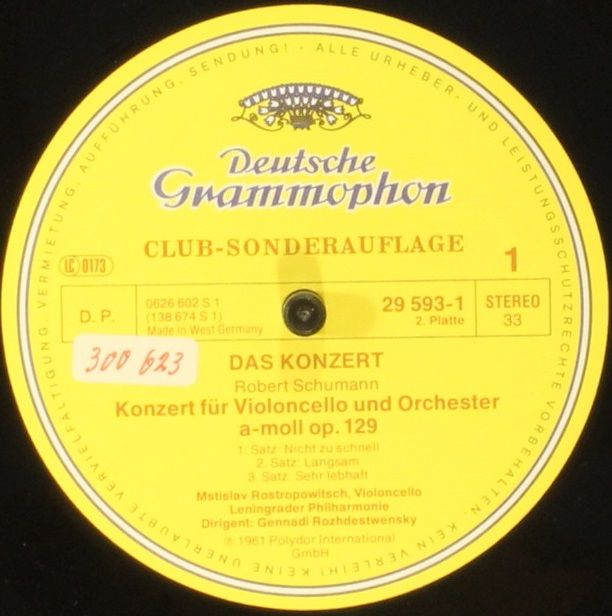 VERMIETUNG, AUFFÜHRUNG, SENDUNG! - ALLE URHEBER- UND LEISTUNGSSCHUTZRECHTE VORBEHALTEN. KEIN VERLEIH! KEINE UNERLAUBTE VERVIELFÄLTIGUNG,
Deutsche
Grammophon
CLUB-SONDERAUFLAGE
LC 0173
1
D. P.
0626 602 S 1
(138 674 S 1)
Made in West Germany
29 593-1
2. Platte
STEREO
33
300 623
DAS KONZERT
Robert Schumann
Konzert für Violoncello und Orchester
a-moll op. 129
1. Satz: Nicht zu schnell
2. Satz: Langsam
3. Satz: Sehr lebhaft
Mstislav Rostropowitsch, Violoncello
Leningrader Philharmonie
Dirigent: Gennadi Rozhdestwensky
℗ 1961 Polydor International
GmbH